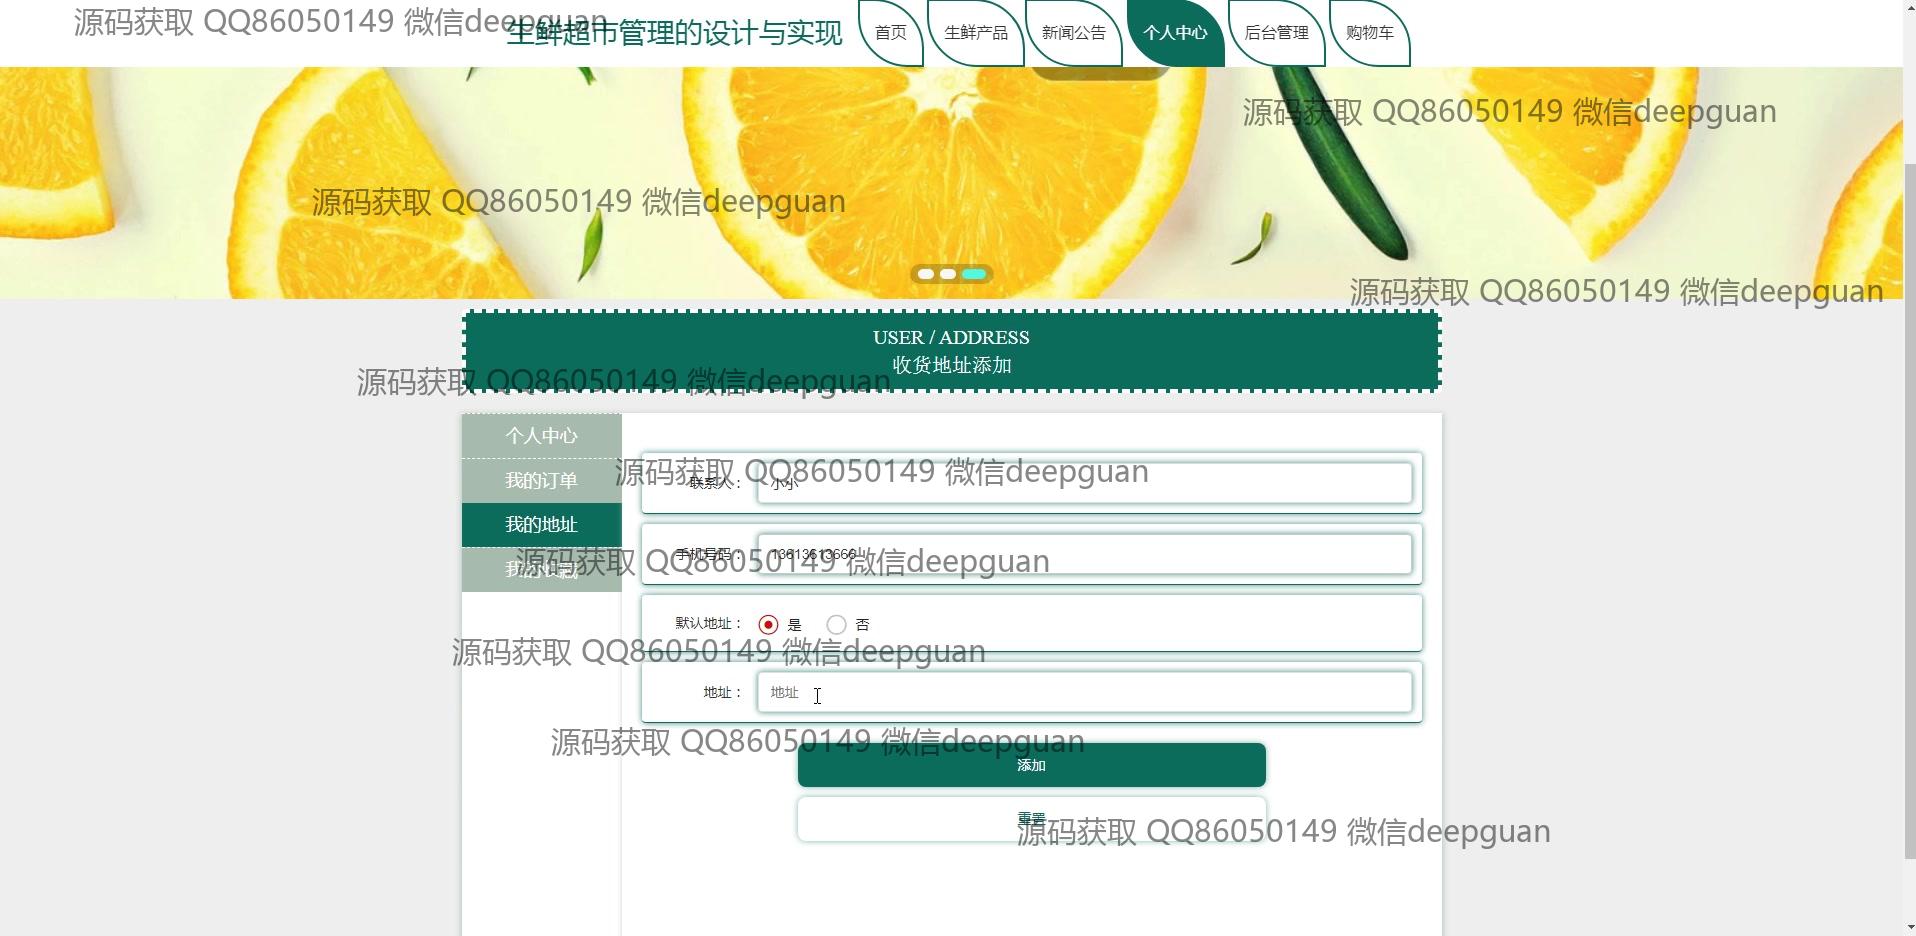 源码获取 QQ86050149 微信deepguan
生鲜超市管理的设计与实现
首页
生鲜产品
新闻公告
个人中心
后台管理
购物车
源码获取 QQ86050149 微信deepguan
源码获取 QQ86050149 微信deepguan
源码获取 QQ86050149 微信deepguan
USER / ADDRESS
收货地址添加
源码获取 QQ86050149 微信deepguan
个人中心
我的订单
我的地址
我的收藏
源码获取 QQ86050149 微信deepguan
联系人：
小小
手机号码：
13613613666
源码获取 QQ86050149 微信deepguan
默认地址：
是
否
源码获取 QQ86050149 微信deepguan
地址：
地址
源码获取 QQ86050149 微信deepguan
添加
重置
源码获取 QQ86050149 微信deepguan